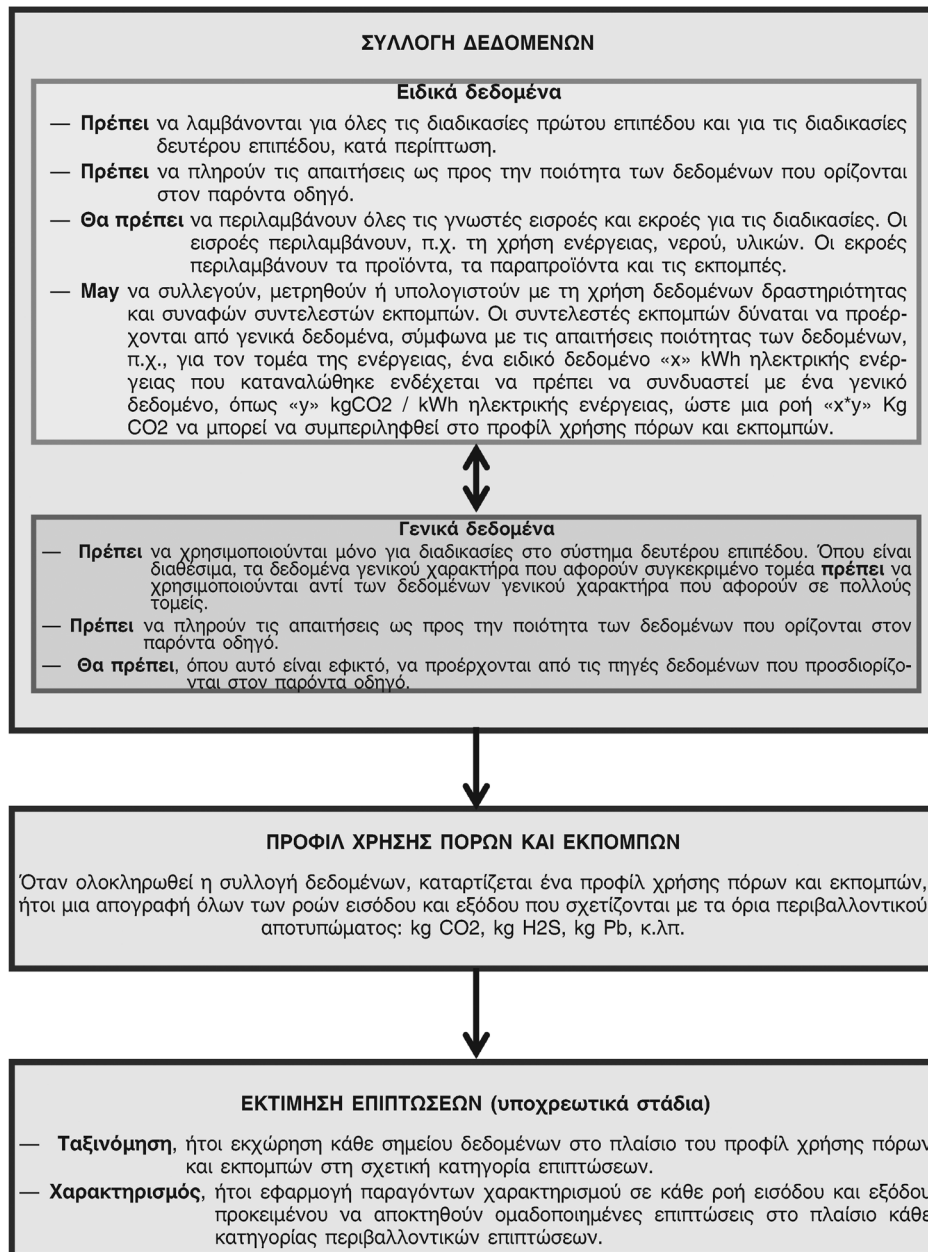 ΣΥΛΛΟΓΗ ΔΕΔΟΜΕΝΩΝ
Ειδικά δεδομένα
— Πρέπει να λαμβάνονται για όλες τις διαδικασίες πρώτου επιπέδου και για τις διαδικασίες
δευτέρου επιπέδου, κατά περίπτωση.
— Πρέπει να πληρούν τις απαιτήσεις ως προς την ποιότητα των δεδομένων που ορίζονται
στον παρόντα οδηγό.
— Θα πρέπει να περιλαμβάνουν όλες τις γνωστές εισροές και εκροές για τις διαδικασίες. Οι
εισροές περιλαμβάνουν, π.χ. τη χρήση ενέργειας, νερού, υλικών. Οι εκροές
περιλαμβάνουν τα προϊόντα, τα παραπροϊόντα και τις εκπομπές.
— May να συλλεγούν, μετρηθούν ή υπολογιστούν με τη χρήση δεδομένων δραστηριότητας
και συναφών συντελεστών εκπομπών. Οι συντελεστές εκπομπών δύναται να προέρ-
χονται από γενικά δεδομένα, σύμφωνα με τις απαιτήσεις ποιότητας των δεδομένων,
π.χ., για τον τομέα της ενέργειας, ένα ειδικό δεδομένο «x» kWh ηλεκτρικής ενέρ-
γειας που καταναλώθηκε ενδέχεται να πρέπει να συνδυαστεί με ένα γενικό
δεδομένο, όπως «y» kgCO2 / kWh ηλεκτρικής ενέργειας, ώστε μια ροή «x*y» Kg
CO2 να μπορεί να συμπεριληφθεί στο προφίλ χρήσης πόρων και εκπομπών.
Γενικά δεδομένα
— Πρέπει να χρησιμοποιούνται μόνο για διαδικασίες στο σύστημα δευτέρου επιπέδου. Όπου είναι
διαθέσιμα, τα δεδομένα γενικού χαρακτήρα που αφορούν συγκεκριμένο τομέα πρέπει να
χρησιμοποιούνται αντί των δεδομένων γενικού χαρακτήρα που αφορούν σε πολλούς
τομείς.
— Πρέπει να πληρούν τις απαιτήσεις ως προς την ποιότητα των δεδομένων που ορίζονται στον
παρόντα οδηγό.
— Θα πρέπει, όπου αυτό είναι εφικτό, να προέρχονται από τις πηγές δεδομένων που προσδιορίζο-
νται στον παρόντα οδηγό.
ΠΡΟΦΙΛ ΧΡΗΣΗΣ ΠΟΡΩΝ ΚΑΙ ΕΚΠΟΜΠΩΝ
Όταν ολοκληρωθεί η συλλογή δεδομένων, καταρτίζεται ένα προφίλ χρήσης πόρων και εκπομπών,
ήτοι μια απογραφή όλων των ροών εισόδου και εξόδου που σχετίζονται με τα όρια περιβαλλοντικού
αποτυπώματος: kg CO2, kg H2S, kg Pb, κ.λπ.
ΕΚΤΙΜΗΣΗ ΕΠΙΠΤΩΣΕΩΝ (υποχρεωτικά στάδια)
— Ταξινόμηση, ήτοι εκχώρηση κάθε σημείου δεδομένων στο πλαίσιο του προφίλ χρήσης πόρων
και εκπομπών στη σχετική κατηγορία επιπτώσεων.
— Χαρακτηρισμός, ήτοι εφαρμογή παραγόντων χαρακτηρισμού σε κάθε ροή εισόδου και εξόδου
προκειμένου να αποκτηθούν ομαδοποιημένες επιπτώσεις στο πλαίσιο κάθε
κατηγορίας περιβαλλοντικών επιπτώσεων.